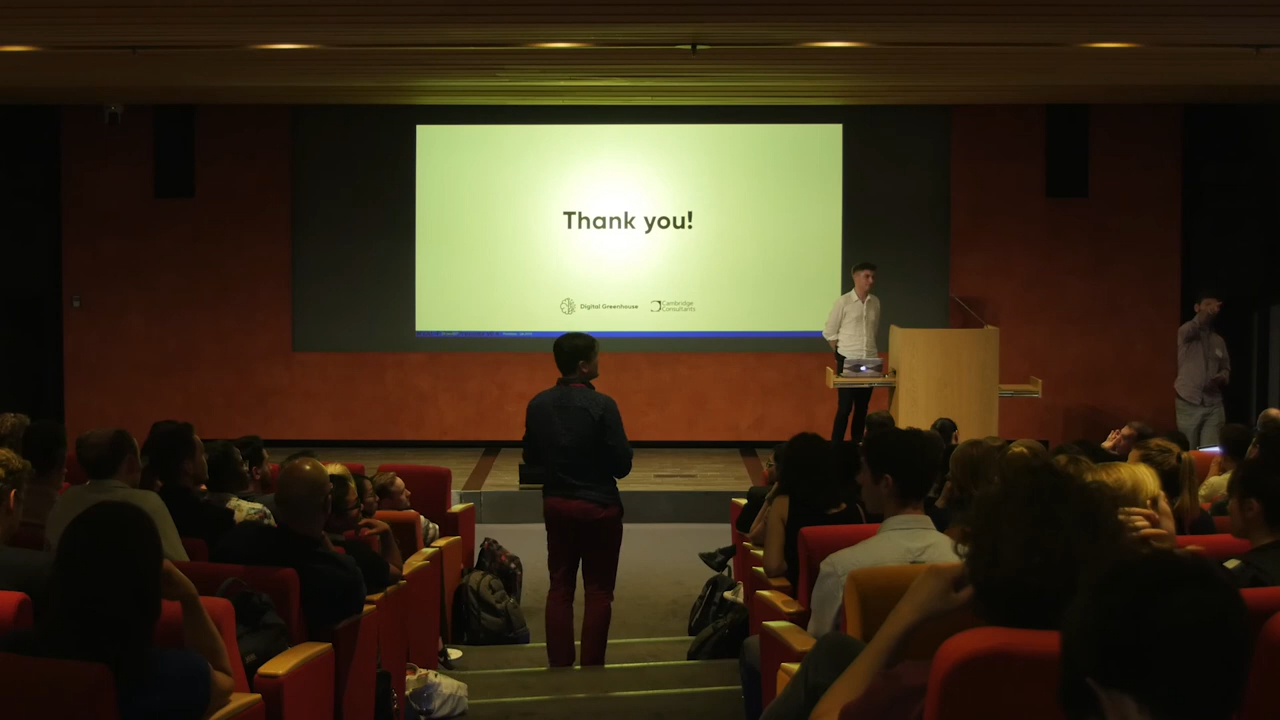 Thank you!
Digital Greenhouse
Cambridge
Consultants